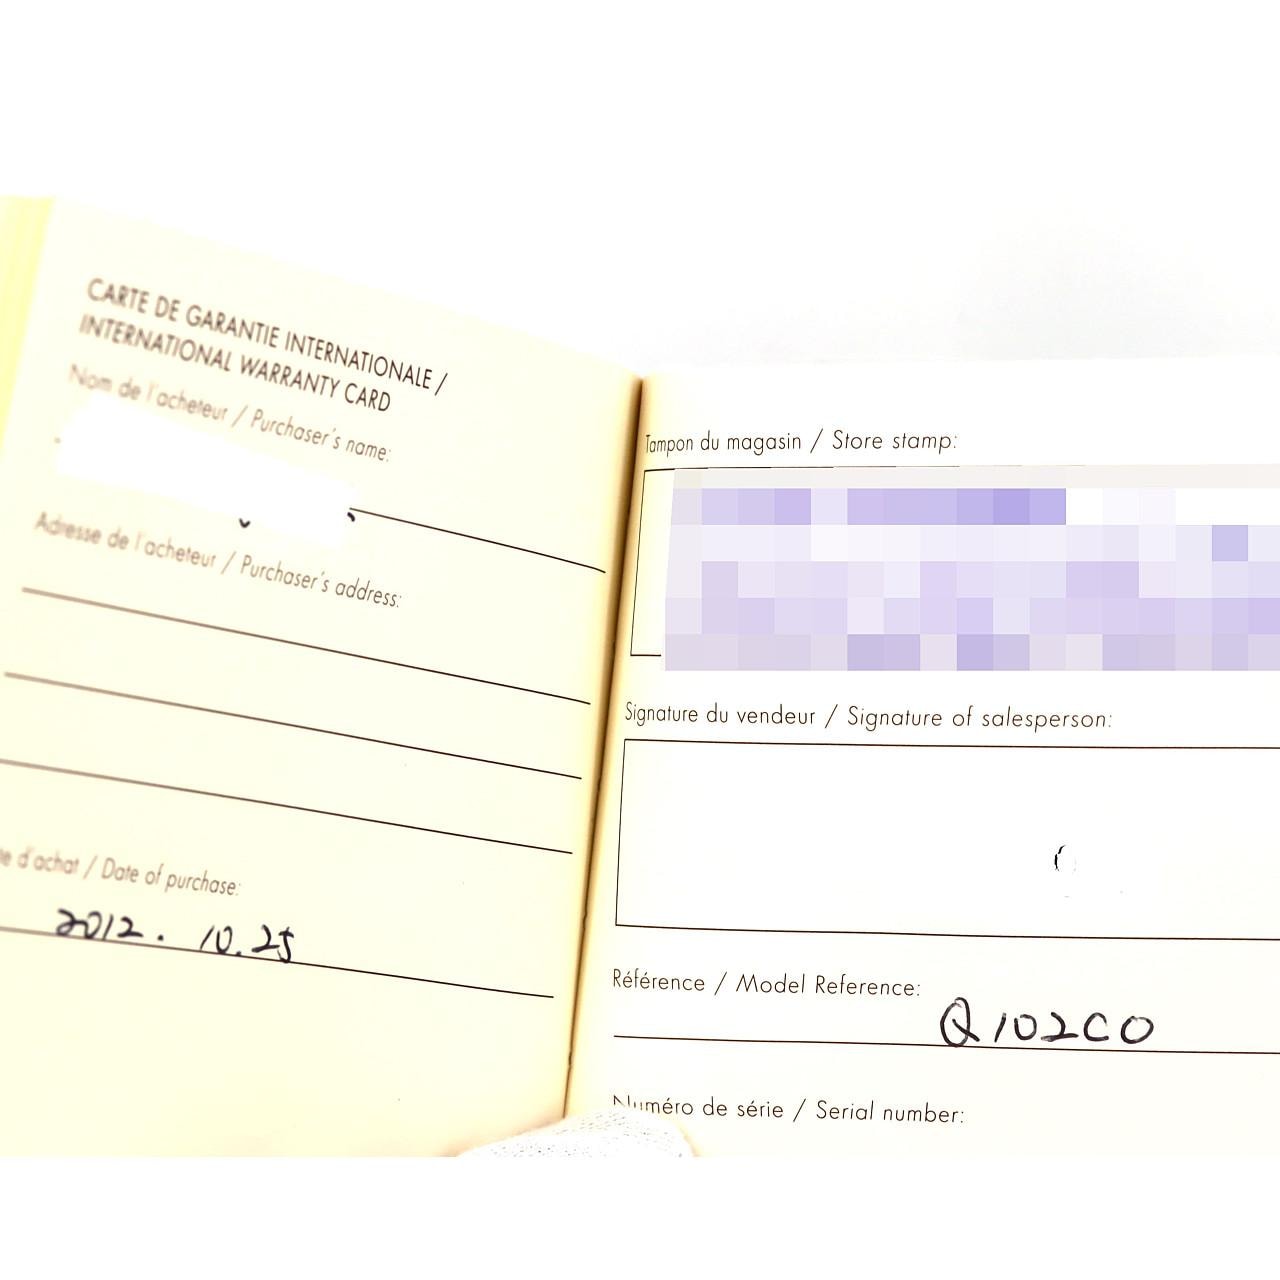 CARTE DE GARANTIE INTERNATIONALE /
INTERNATIONAL WARRANTY CARD
Nom de l'acheteur / Purchaser's name:
Adresse de l'acheteur / Purchaser's address:
d'achat / Date of purchase:
2012. 10.25
Tampon du magasin / Store stamp:
Signature du vendeur / Signature of salesperson:
Référence / Model Reference:
Q102C0
Numéro de série / Serial number: